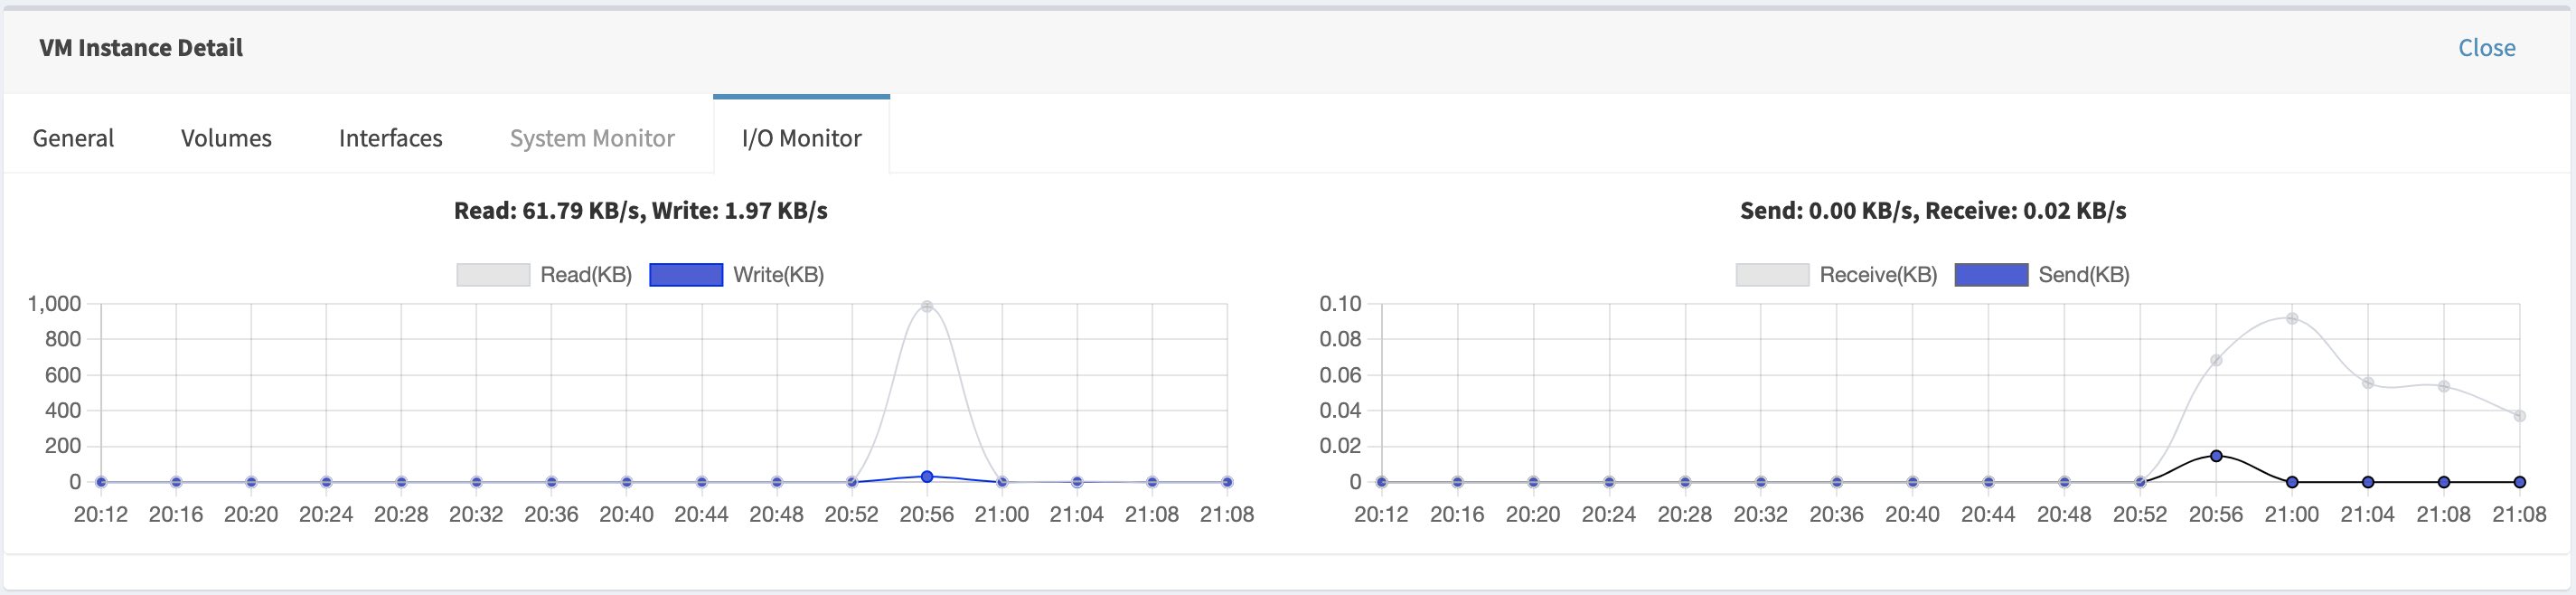 VM Instance Detail
Close
General Volumes Interfaces System Monitor I/O Monitor
Read: 61.79 KB/s, Write: 1.97 KB/s
Read(KB) Write(KB)
1,000
800
600
400
200
0
20:12 20:16 20:20 20:24 20:28 20:32 20:36 20:40 20:44 20:48 20:52 20:56 21:00 21:04 21:08 21:08
Send: 0.00 KB/s, Receive: 0.02 KB/s
Receive(KB) Send(KB)
0.10
0.08
0.06
0.04
0.02
0
20:12 20:16 20:20 20:24 20:28 20:32 20:36 20:40 20:44 20:48 20:52 20:56 21:00 21:04 21:08 21:08